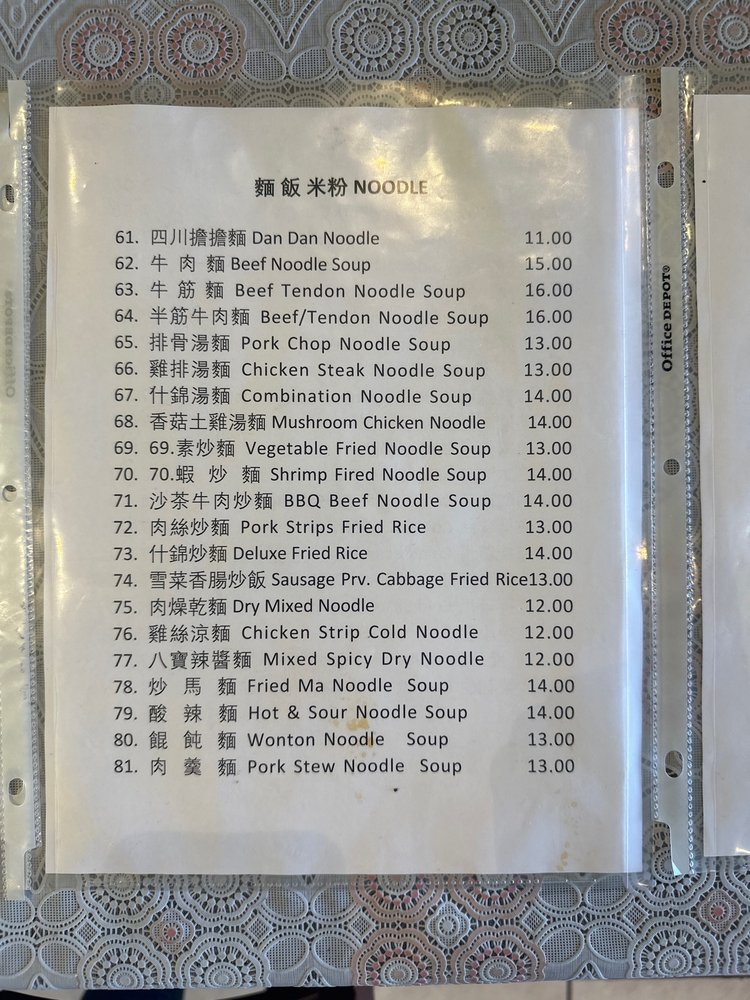 麵 飯 米粉 NOODLE
61. 四川擔擔麵 Dan Dan Noodle 11.00
62. 牛 肉 麵 Beef Noodle Soup 15.00
63. 牛 筋 麵 Beef Tendon Noodle Soup 16.00
64. 半筋牛肉麵 Beef/Tendon Noodle Soup 16.00
65. 排骨湯麵 Pork Chop Noodle Soup 13.00
66. 雞排湯麵 Chicken Steak Noodle Soup 13.00
67. 什錦湯麵 Combination Noodle Soup 14.00
68. 香菇土雞湯麵 Mushroom Chicken Noodle 14.00
69. 69.素炒麵 Vegetable Fried Noodle Soup 13.00
70. 70.蝦 炒 麵 Shrimp Fired Noodle Soup 14.00
71. 沙茶牛肉炒麵 BBQ Beef Noodle Soup 14.00
72. 肉絲炒麵 Pork Strips Fried Rice 13.00
73. 什錦炒麵 Deluxe Fried Rice 14.00
74. 雪菜香腸炒飯 Sausage Prv. Cabbage Fried Rice13.00
75. 肉燥乾麵 Dry Mixed Noodle 12.00
76. 雞絲涼麵 Chicken Strip Cold Noodle 12.00
77. 八寶辣醬麵 Mixed Spicy Dry Noodle 12.00
78. 炒 馬 麵 Fried Ma Noodle Soup 14.00
79. 酸 辣 麵 Hot & Sour Noodle Soup 14.00
80. 餛 飩 麵 Wonton Noodle Soup 13.00
81. 肉 羹 麵 Pork Stew Noodle Soup 13.00
Office DEPOT®
Office DEPOT®